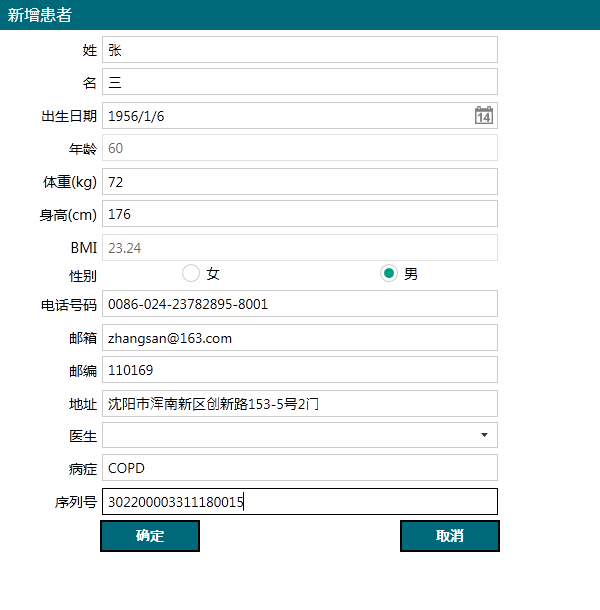 新增患者
姓 张
名 三
出生日期 1956/1/6 14
年龄 60
体重(kg) 72
身高(cm) 176
BMI 23.24
性别 女 男
电话号码 0086-024-23782895-8001
邮箱 zhangsan@163.com
邮编 110169
地址 沈阳市浑南新区创新路153-5号2门
医生
病症 COPD
序列号 302200003311180015
确定 取消